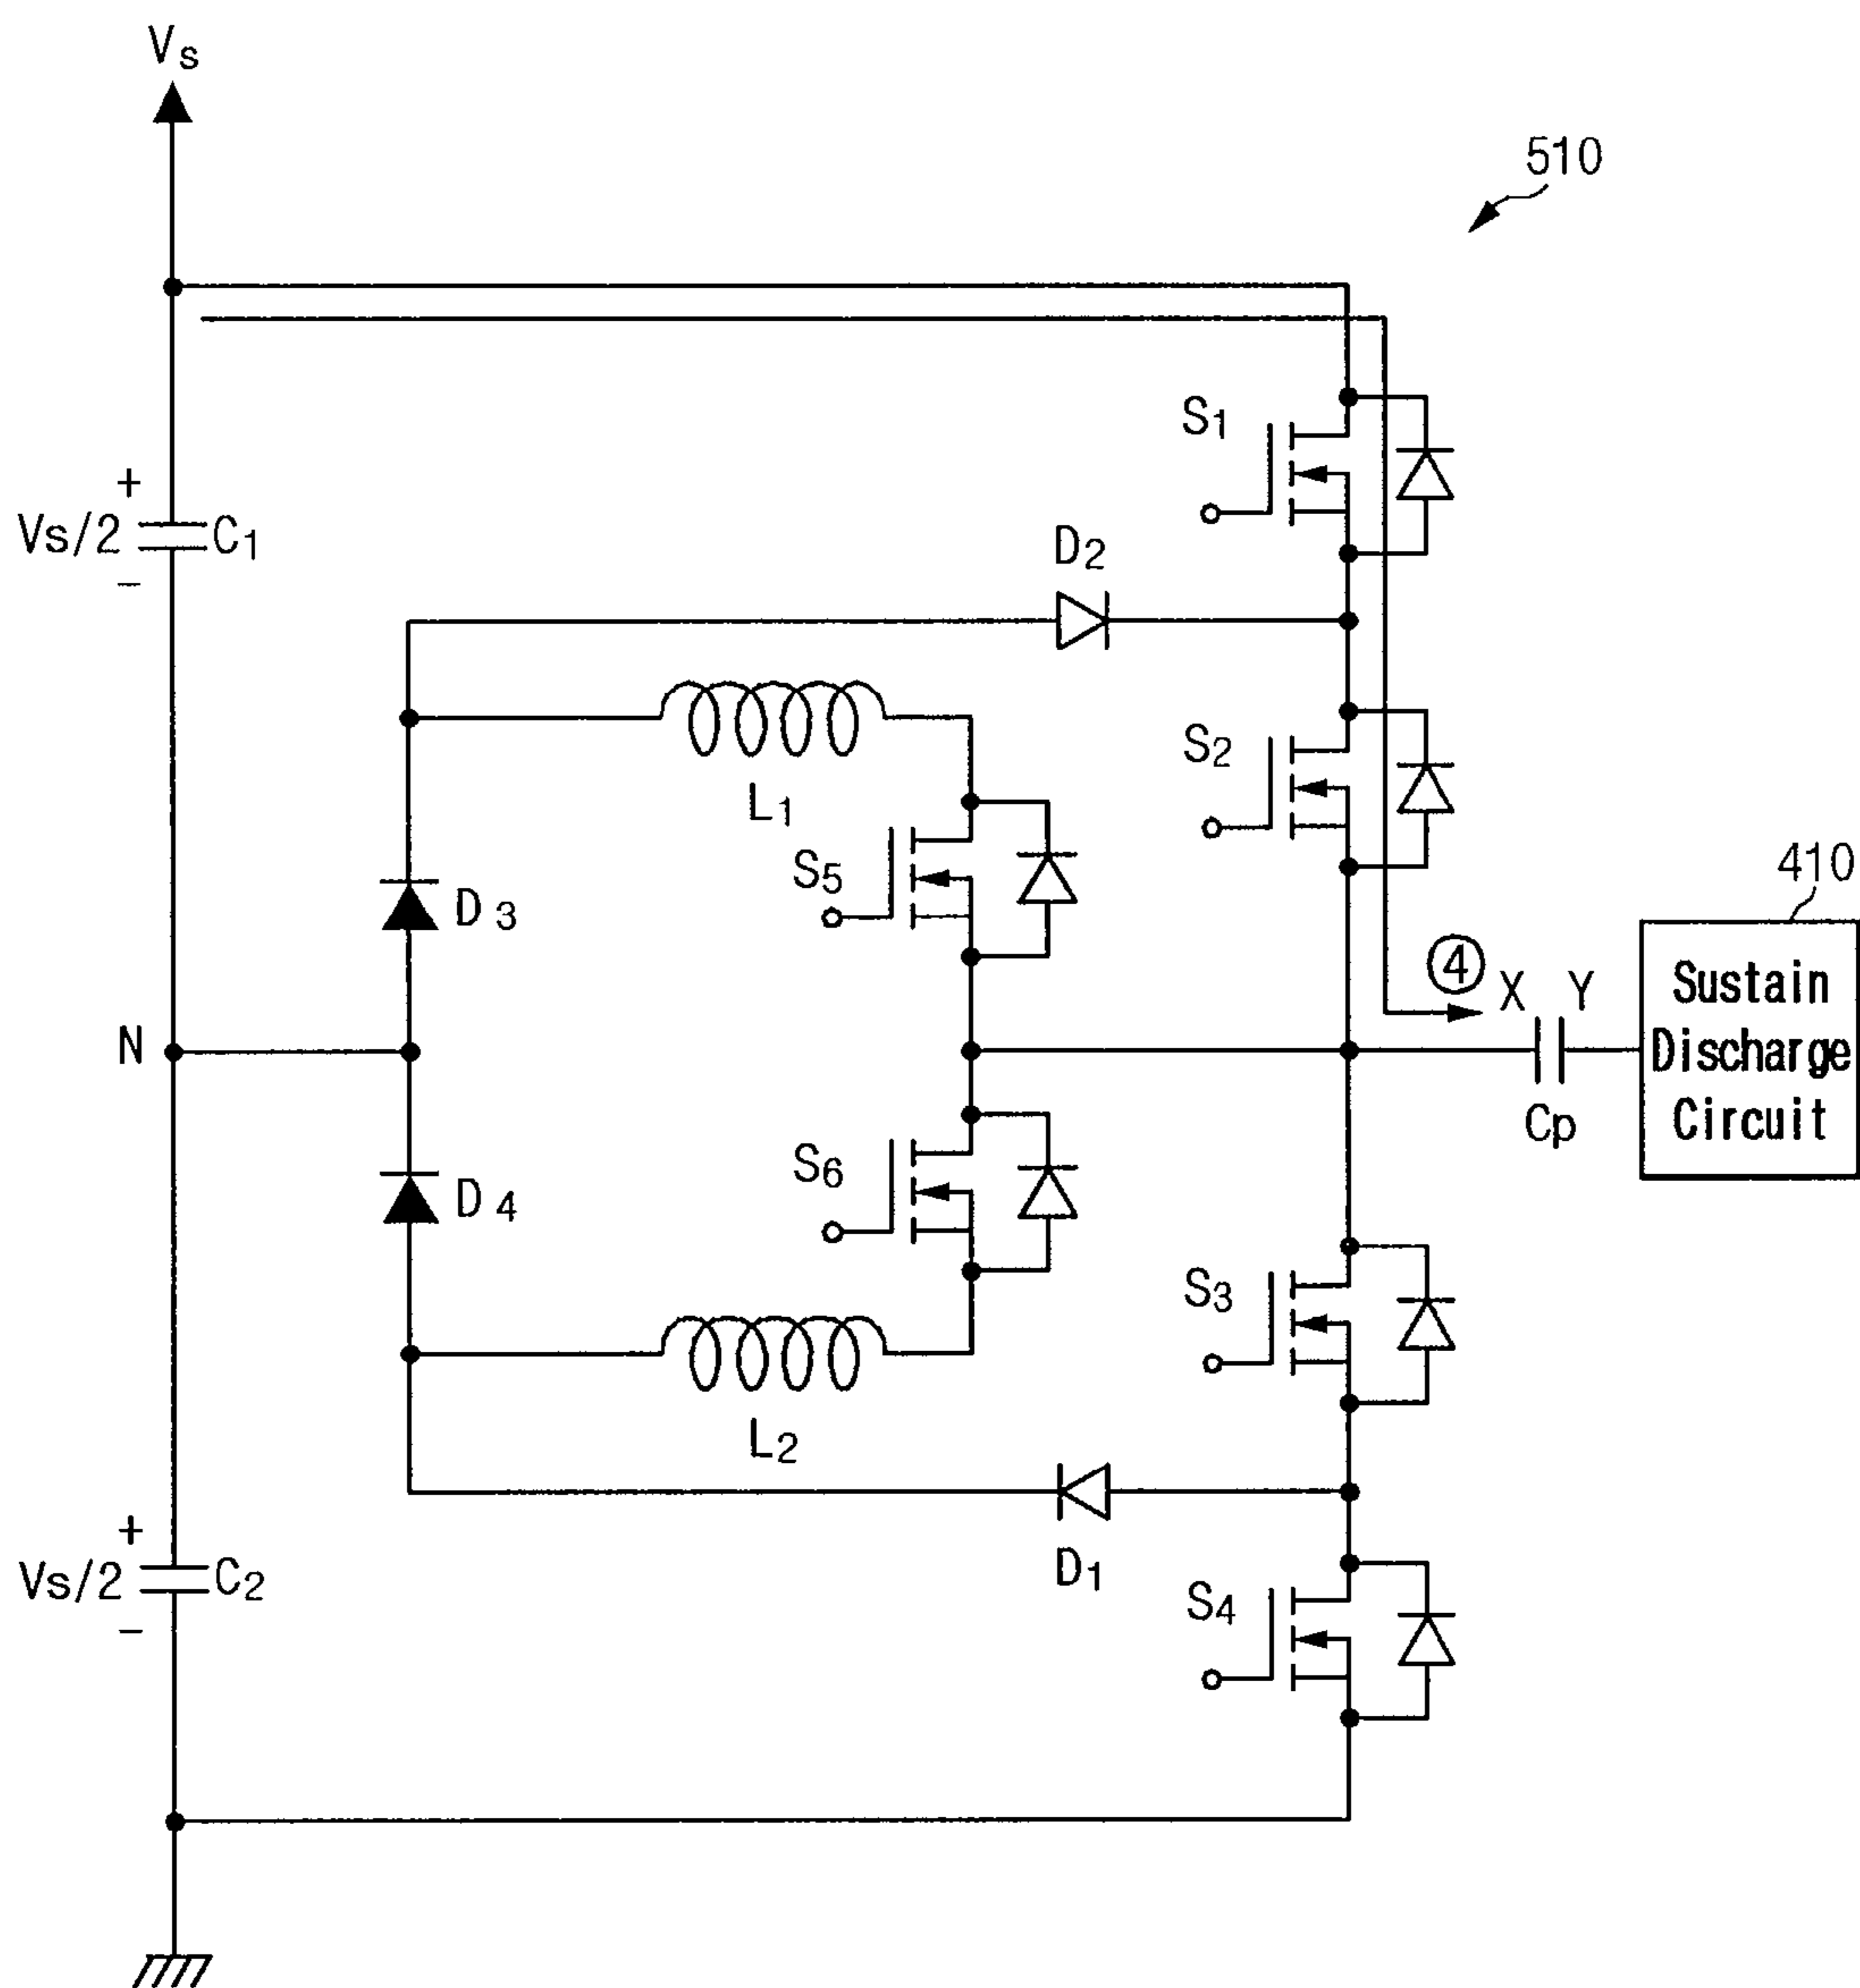 Vs
510
S1
+
Vs/2 C1
−
D2
S2
L1
S5
410
D3
④ X Y
Sustain
Discharge
Circuit
N
Cp
S6
D4
S3
L2
+
Vs/2 C2
−
D1
S4